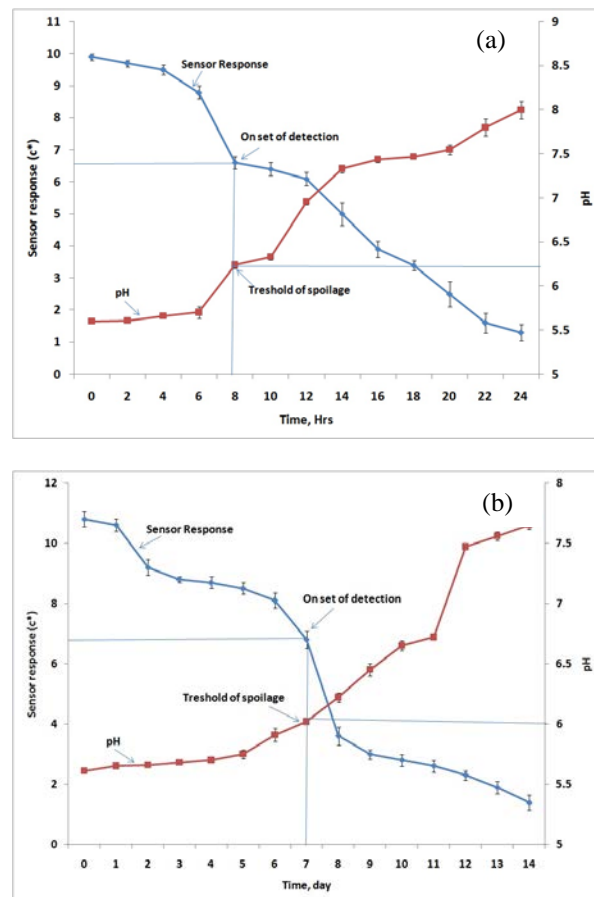 (a)
11
10
9
8
7
6
5
4
3
2
1
0
Sensor response (c*)
9
8.5
8
7.5
7
6.5
6
5.5
5
pH
Sensor Response
On set of detection
Treshold of spoilage
pH
0 2 4 6 8 10 12 14 16 18 20 22 24
Time, Hrs
(b)
12
10
8
6
4
2
0
Sensor response (c*)
8
7.5
7
6.5
6
5.5
5
pH
Sensor Response
On set of detection
Treshold of spoilage
pH
0 1 2 3 4 5 6 7 8 9 10 11 12 13 14
Time, day